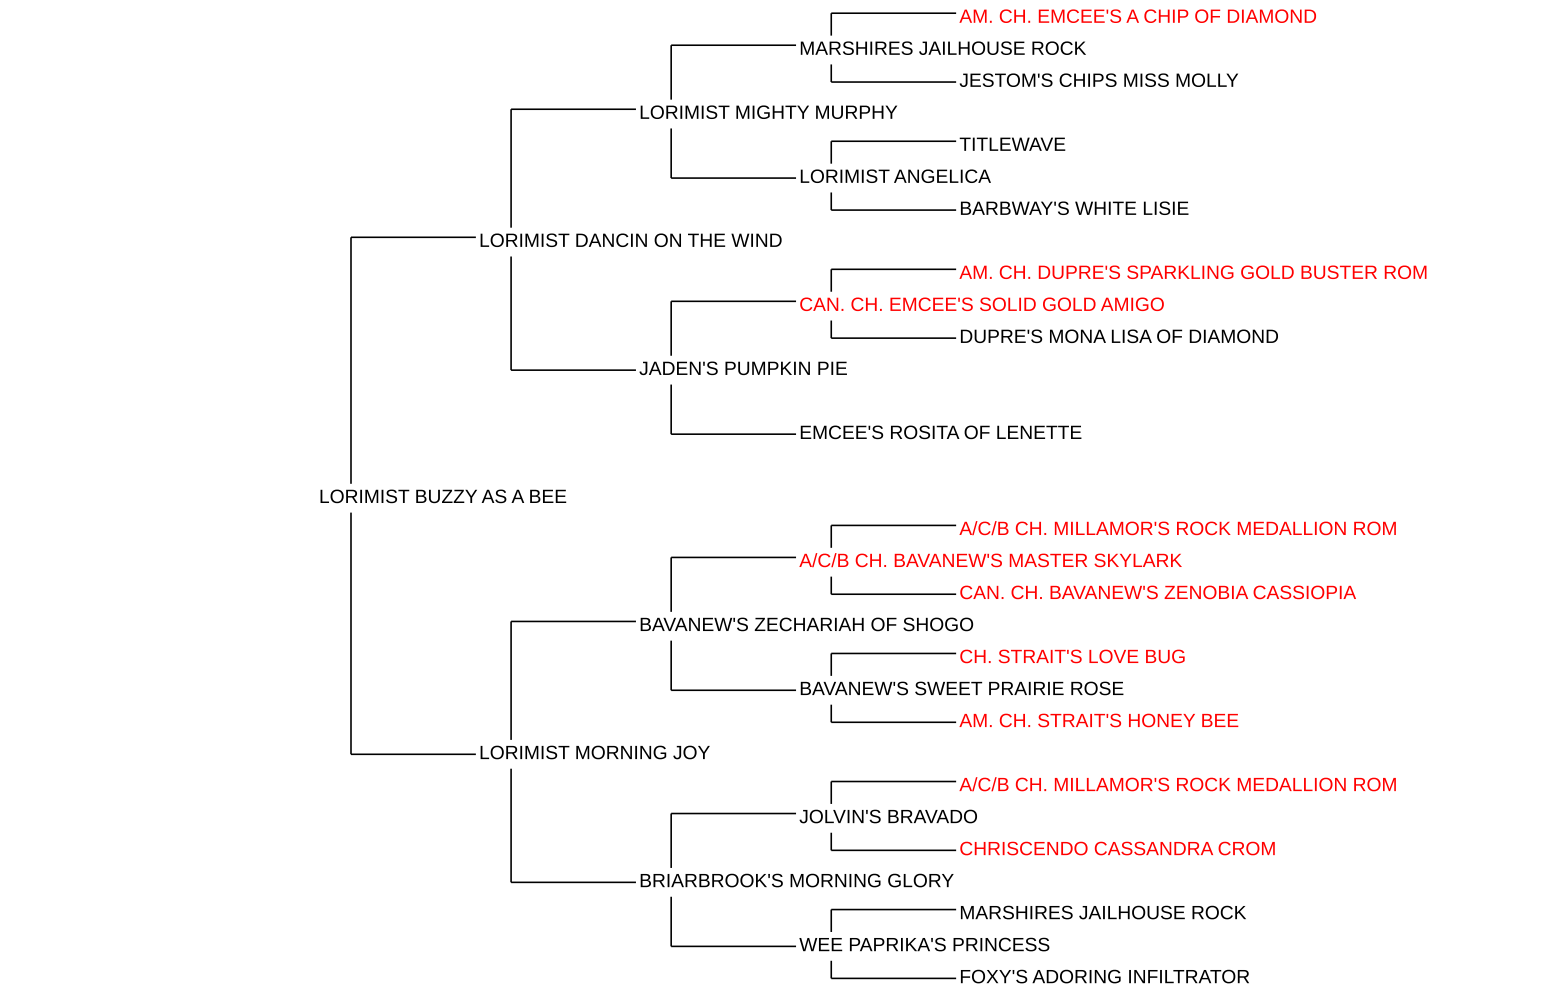 AM. CH. EMCEE'S A CHIP OF DIAMOND
MARSHIRES JAILHOUSE ROCK
JESTOM'S CHIPS MISS MOLLY
LORIMIST MIGHTY MURPHY
TITLEWAVE
LORIMIST ANGELICA
BARBWAY'S WHITE LISIE
LORIMIST DANCIN ON THE WIND
AM. CH. DUPRE'S SPARKLING GOLD BUSTER ROM
CAN. CH. EMCEE'S SOLID GOLD AMIGO
DUPRE'S MONA LISA OF DIAMOND
JADEN'S PUMPKIN PIE
EMCEE'S ROSITA OF LENETTE
LORIMIST BUZZY AS A BEE
A/C/B CH. MILLAMOR'S ROCK MEDALLION ROM
A/C/B CH. BAVANEW'S MASTER SKYLARK
CAN. CH. BAVANEW'S ZENOBIA CASSIOPIA
BAVANEW'S ZECHARIAH OF SHOGO
CH. STRAIT'S LOVE BUG
BAVANEW'S SWEET PRAIRIE ROSE
AM. CH. STRAIT'S HONEY BEE
LORIMIST MORNING JOY
A/C/B CH. MILLAMOR'S ROCK MEDALLION ROM
JOLVIN'S BRAVADO
CHRISCENDO CASSANDRA CROM
BRIARBROOK'S MORNING GLORY
MARSHIRES JAILHOUSE ROCK
WEE PAPRIKA'S PRINCESS
FOXY'S ADORING INFILTRATOR